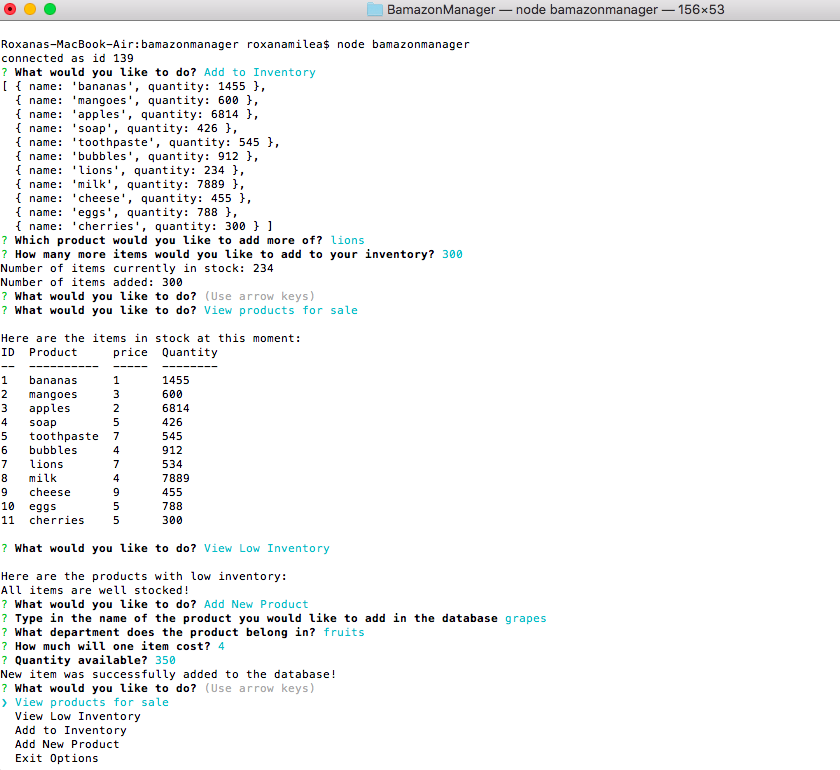 BamazonManager — node bamazonmanager — 156×53
Roxanas-MacBook-Air:bamazonmanager roxanamilea$ node bamazonmanager
connected as id 139
? What would you like to do? Add to Inventory
[ { name: 'bananas', quantity: 1455 },
  { name: 'mangoes', quantity: 600 },
  { name: 'apples', quantity: 6814 },
  { name: 'soap', quantity: 426 },
  { name: 'toothpaste', quantity: 545 },
  { name: 'bubbles', quantity: 912 },
  { name: 'lions', quantity: 234 },
  { name: 'milk', quantity: 7889 },
  { name: 'cheese', quantity: 455 },
  { name: 'eggs', quantity: 788 },
  { name: 'cherries', quantity: 300 } ]
? Which product would you like to add more of? lions
? How many more items would you like to add to your inventory? 300
Number of items currently in stock: 234
Number of items added: 300
? What would you like to do? (Use arrow keys)
? What would you like to do? View products for sale
Here are the items in stock at this moment:
ID  Product     price  Quantity
--  ----------  -----  --------
1   bananas     1      1455
2   mangoes     3      600
3   apples      2      6814
4   soap        5      426
5   toothpaste  7      545
6   bubbles     4      912
7   lions       7      534
8   milk        4      7889
9   cheese      9      455
10  eggs        5      788
11  cherries    5      300
? What would you like to do? View Low Inventory
Here are the products with low inventory:
All items are well stocked!
? What would you like to do? Add New Product
? Type in the name of the product you would like to add in the database grapes
? What department does the product belong in? fruits
? How much will one item cost? 4
? Quantity available? 350
New item was successfully added to the database!
? What would you like to do? (Use arrow keys)
❯ View products for sale
  View Low Inventory
  Add to Inventory
  Add New Product
  Exit Options